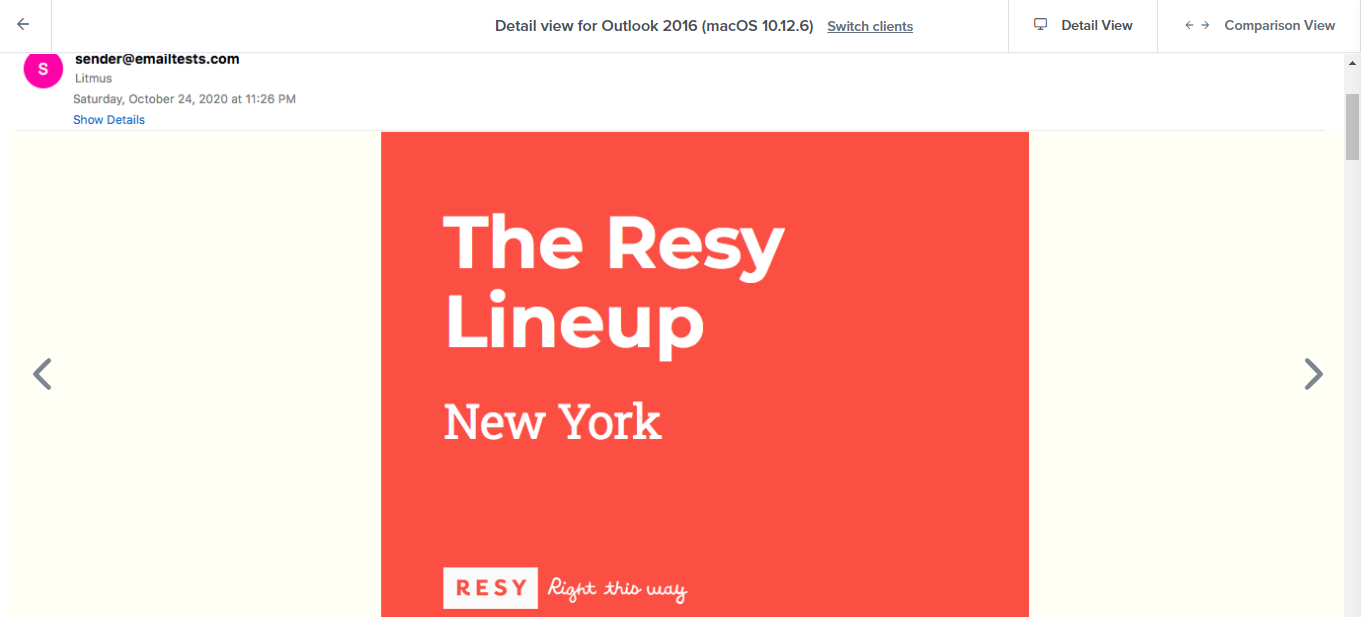 Detail view for Outlook 2016 (macOS 10.12.6) Switch clients Detail View Comparison View
S sender@emailtests.com
Litmus
Saturday, October 24, 2020 at 11:26 PM
Show Details
The Resy
Lineup
New York
RESY Right this way